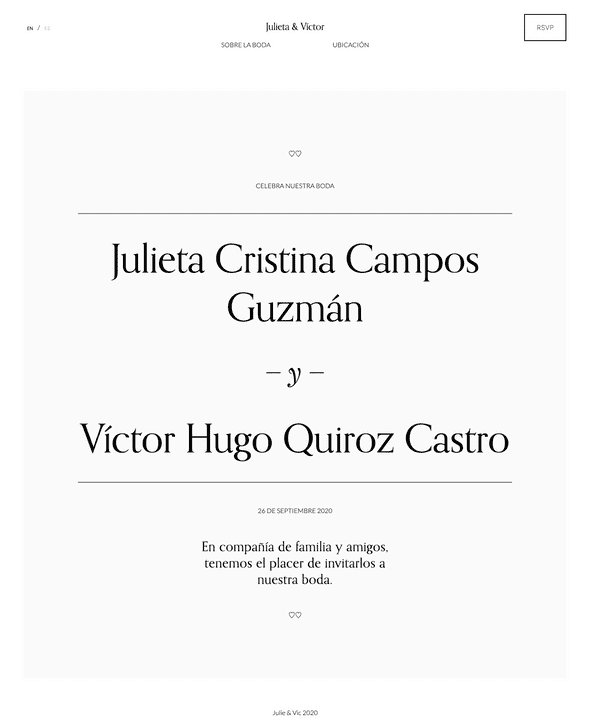 EN / ES
Julieta & Víctor
RSVP
SOBRE LA BODA
UBICACIÓN
♡♡
CELEBRA NUESTRA BODA
Julieta Cristina Campos
Guzmán
– y –
Víctor Hugo Quiroz Castro
26 DE SEPTIEMBRE 2020
En compañía de familia y amigos,
tenemos el placer de invitarlos a
nuestra boda.
♡♡
Julie & Vic 2020